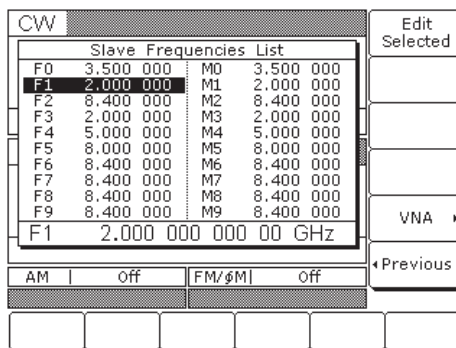 CW
Slave Frequencies List
F0 3.500 000 M0 3.500 000
F1 2.000 000 M1 2.000 000
F2 8.400 000 M2 8.400 000
F3 2.000 000 M3 2.000 000
F4 5.000 000 M4 5.000 000
F5 8.000 000 M5 8.000 000
F6 8.400 000 M6 8.400 000
F7 8.400 000 M7 8.400 000
F8 8.400 000 M8 8.400 000
F9 8.400 000 M9 8.400 000
F1 2.000 000 000 00 GHz
AM | Off FM/ϕM| Off
Edit
Selected
VNA
Previous